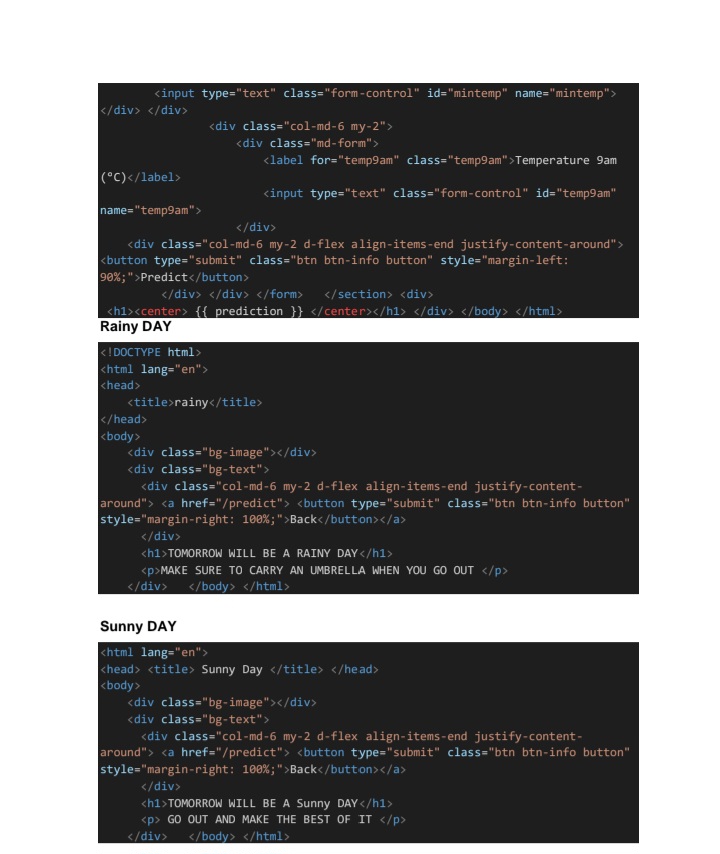 <input type="text" class="form-control" id="mintemp" name="mintemp">
</div> </div>
<div class="col-md-6 my-2">
<div class="md-form">
<label for="temp9am" class="temp9am">Temperature 9am
(°C)</label>
<input type="text" class="form-control" id="temp9am"
name="temp9am">
</div>
<div class="col-md-6 my-2 d-flex align-items-end justify-content-around">
<button type="submit" class="btn btn-info button" style="margin-left:
90%;">Predict</button>
</div> </div> </form> </section> <div>
<h1><center> {{ prediction }} </center></h1> </div> </body> </html>
Rainy DAY
<!DOCTYPE html>
<html lang="en">
<head>
<title>rainy</title>
</head>
<body>
<div class="bg-image"></div>
<div class="bg-text">
<div class="col-md-6 my-2 d-flex align-items-end justify-content-
around"> <a href="/predict"> <button type="submit" class="btn btn-info button"
style="margin-right: 100%;">Back</button></a>
</div>
<h1>TOMORROW WILL BE A RAINY DAY</h1>
<p>MAKE SURE TO CARRY AN UMBRELLA WHEN YOU GO OUT </p>
</div> </body> </html>
Sunny DAY
<html lang="en">
<head> <title> Sunny Day </title> </head>
<body>
<div class="bg-image"></div>
<div class="bg-text">
<div class="col-md-6 my-2 d-flex align-items-end justify-content-
around"> <a href="/predict"> <button type="submit" class="btn btn-info button"
style="margin-right: 100%;">Back</button></a>
</div>
<h1>TOMORROW WILL BE A Sunny DAY</h1>
<p> GO OUT AND MAKE THE BEST OF IT </p>
</div> </body> </html>